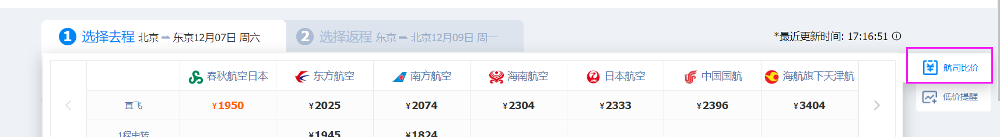 1 选择去程 北京 东京12月07日 周六
2 选择返程 东京 北京12月09日 周一
*最近更新时间: 17:16:51
航司比价
低价提醒
春秋航空日本 东方航空 南方航空 海南航空 日本航空 中国国航 海航旗下天津航
直飞 ¥1950 ¥2025 ¥2074 ¥2304 ¥2333 ¥2396 ¥3404
1程中转 ¥1945 ¥1824